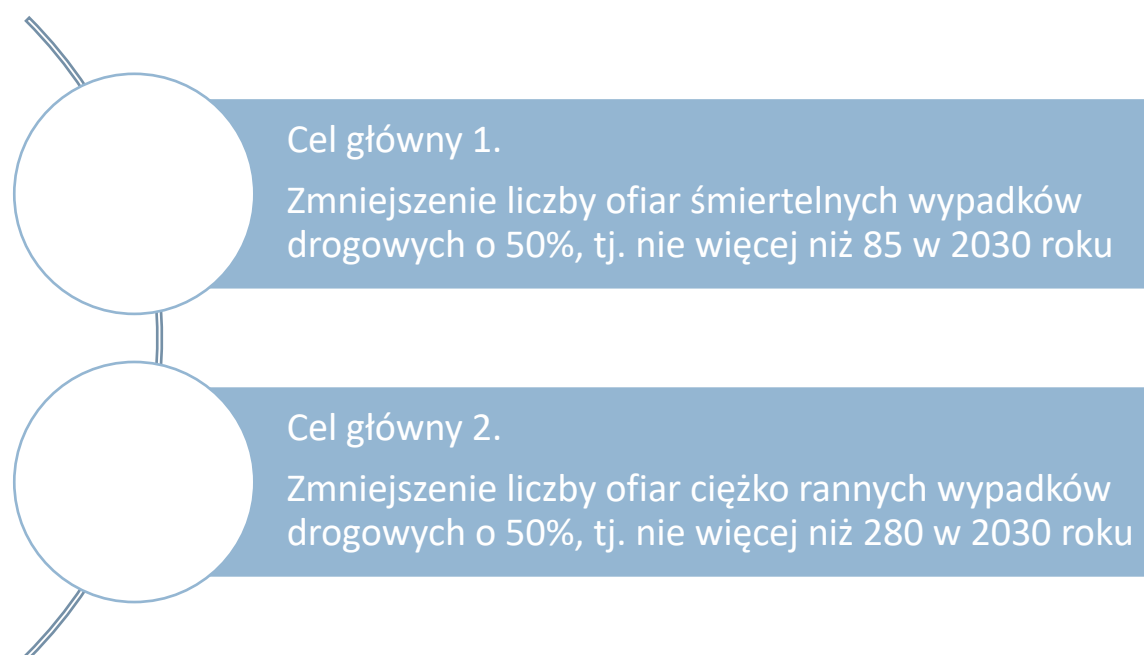 Cel główny 1.
Zmniejszenie liczby ofiar śmiertelnych wypadków
drogowych o 50%, tj. nie więcej niż 85 w 2030 roku
Cel główny 2.
Zmniejszenie liczby ofiar ciężko rannych wypadków
drogowych o 50%, tj. nie więcej niż 280 w 2030 roku